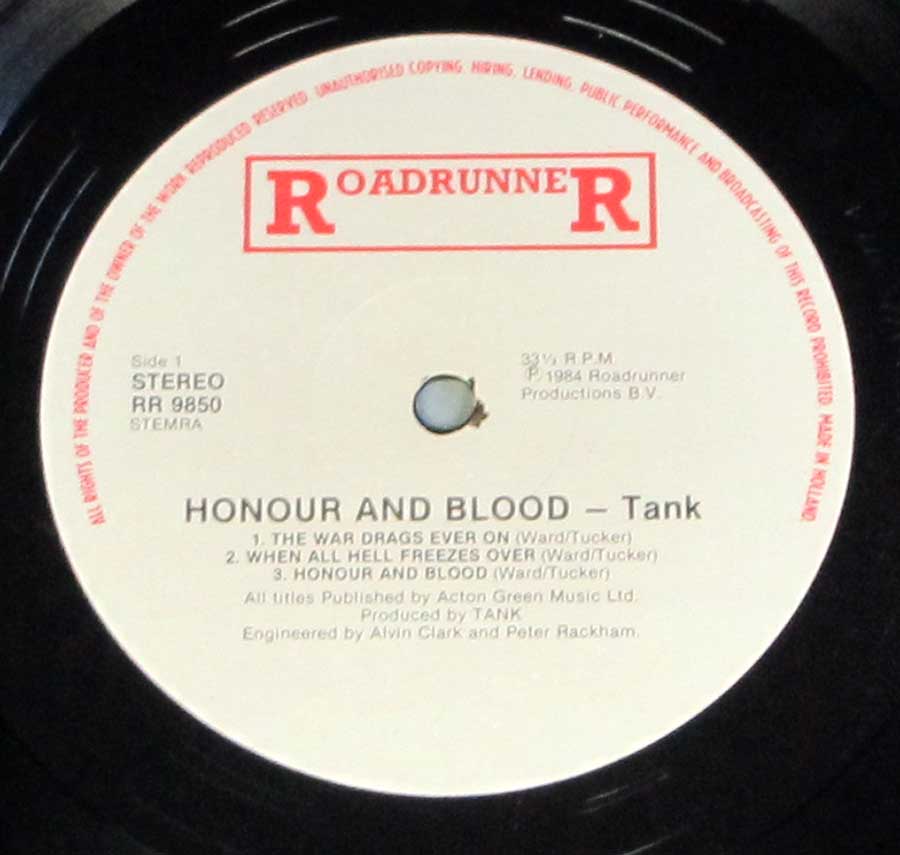 ALL RIGHTS OF THE PRODUCER AND OF THE OWNER OF THE WORK REPRODUCED RESERVED. UNAUTHORISED COPYING, HIRING, LENDING, PUBLIC PERFORMANCE AND BROADCASTING OF THIS RECORD PROHIBITED. MADE IN HOLLAND.
ROADRUNNER
Side 1
STEREO
RR 9850
STEMRA
33⅓ R.P.M.
℗ 1984 Roadrunner
Productions B.V.
HONOUR AND BLOOD – Tank
1. THE WAR DRAGS EVER ON (Ward/Tucker)
2. WHEN ALL HELL FREEZES OVER (Ward/Tucker)
3. HONOUR AND BLOOD (Ward/Tucker)
All titles Published by Acton Green Music Ltd.
Produced by TANK
Engineered by Alvin Clark and Peter Rackham.